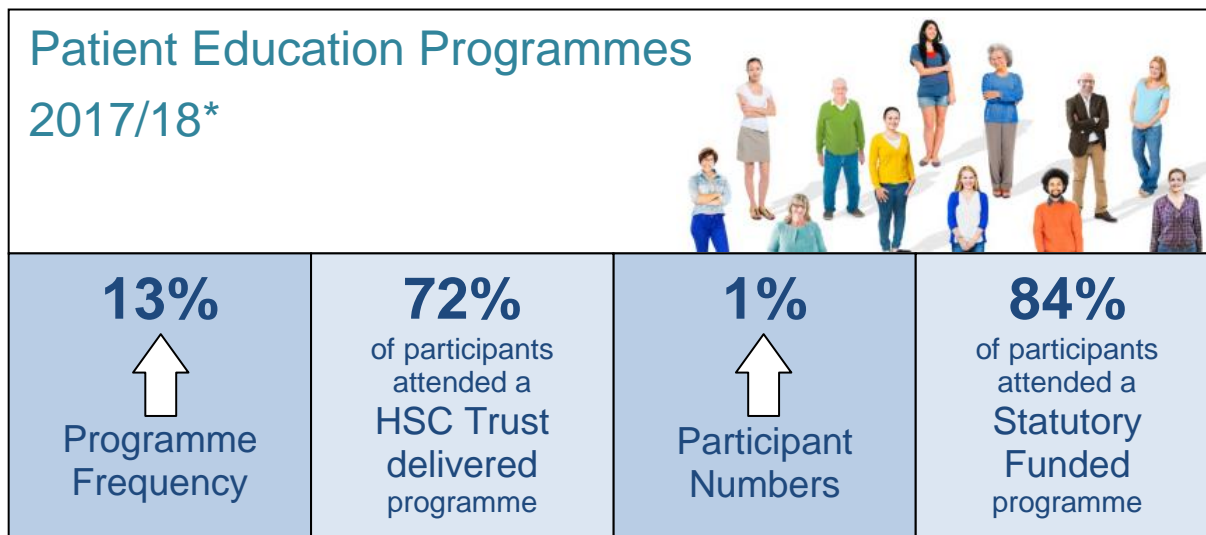 Patient Education Programmes
2017/18*
13%
Programme
Frequency
72%
of participants
attended a
HSC Trust
delivered
programme
1%
Participant
Numbers
84%
of participants
attended a
Statutory
Funded
programme